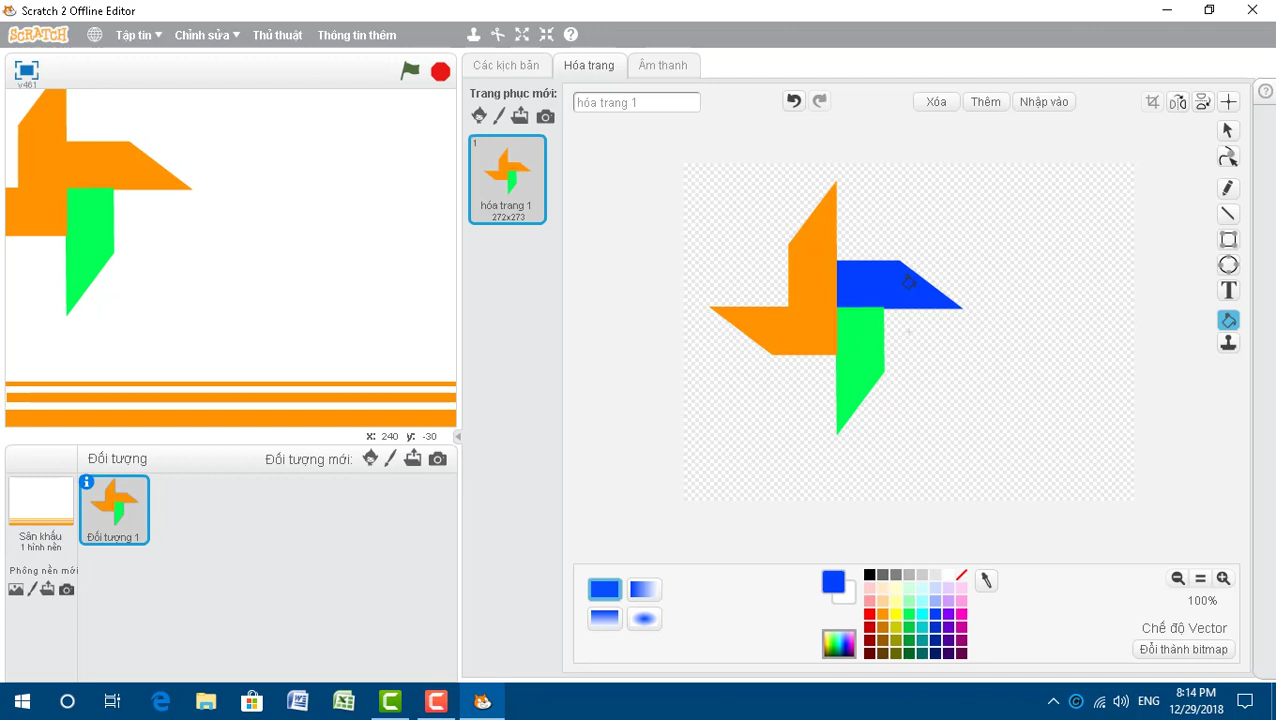 Scratch 2 Offline Editor
SCRATCH
Tập tin
Chỉnh sửa
Thủ thuật
Thông tin thêm
v461
Các kịch bản
Hóa trang
Âm thanh
Trang phục mới:
hóa trang 1
Xóa
Thêm
Nhập vào
1
hóa trang 1
272x273
T
x: 240 y: -30
Đối tượng
Đối tượng mới:
Sân khấu
1 hình nền
Đối tượng 1
Phông nền mới
100%
Chế độ Vector
Đổi thành bitmap
ENG
8:14 PM
12/29/2018